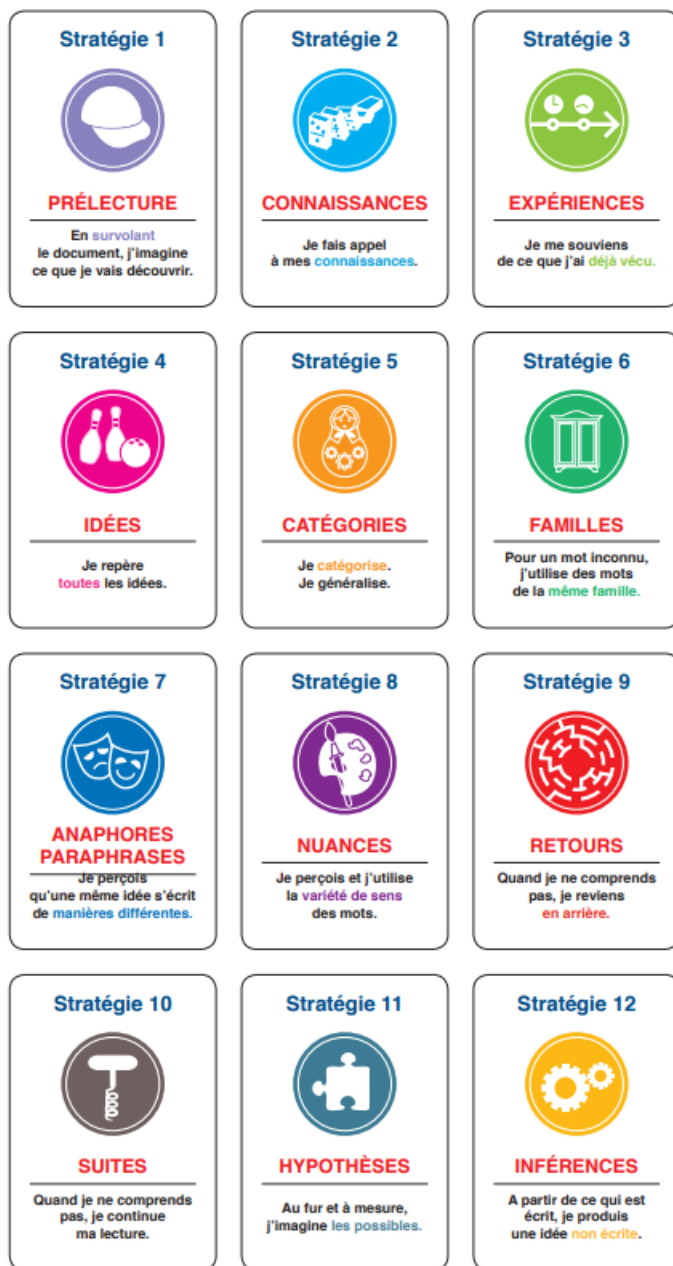 Stratégie 1
PRÉLECTURE
En survolant
le document, j'imagine
ce que je vais découvrir.
Stratégie 2
CONNAISSANCES
Je fais appel
à mes connaissances.
Stratégie 3
EXPÉRIENCES
Je me souviens
de ce que j'ai déjà vécu.
Stratégie 4
IDÉES
Je repère
toutes les idées.
Stratégie 5
CATÉGORIES
Je catégorise.
Je généralise.
Stratégie 6
FAMILLES
Pour un mot inconnu,
j'utilise des mots
de la même famille.
Stratégie 7
ANAPHORES
PARAPHRASES
Je perçois
qu'une même idée s'écrit
de manières différentes.
Stratégie 8
NUANCES
Je perçois et j'utilise
la variété de sens
des mots.
Stratégie 9
RETOURS
Quand je ne comprends
pas, je reviens
en arrière.
Stratégie 10
SUITES
Quand je ne comprends
pas, je continue
ma lecture.
Stratégie 11
HYPOTHÈSES
Au fur et à mesure,
j'imagine les possibles.
Stratégie 12
INFÉRENCES
A partir de ce qui est
écrit, je produis
une idée non écrite.